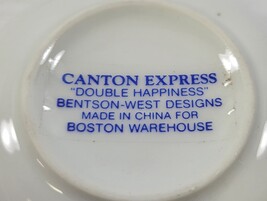 CANTON EXPRESS
"DOUBLE HAPPINESS"
BENTSON-WEST DESIGNS
MADE IN CHINA FOR
BOSTON WAREHOUSE